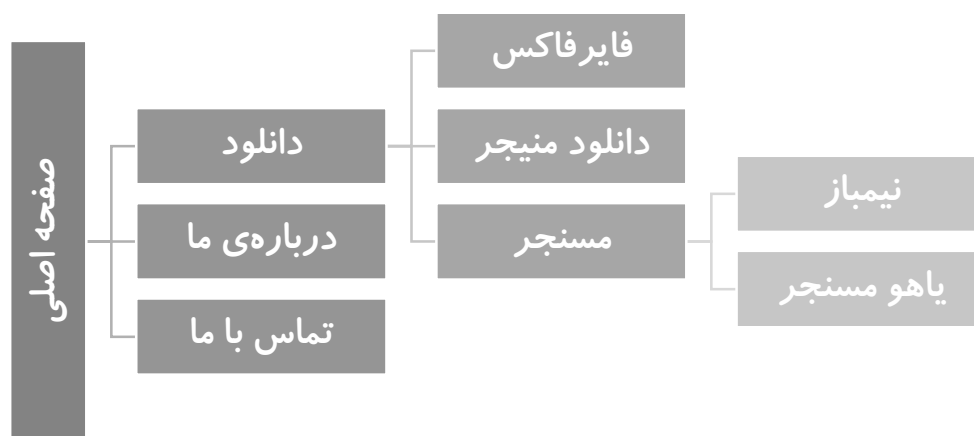 صفحه اصلی
دانلود
درباره‌ی ما
تماس با ما
فایرفاکس
دانلود منیجر
مسنجر
نیمباز
یاهو مسنجر